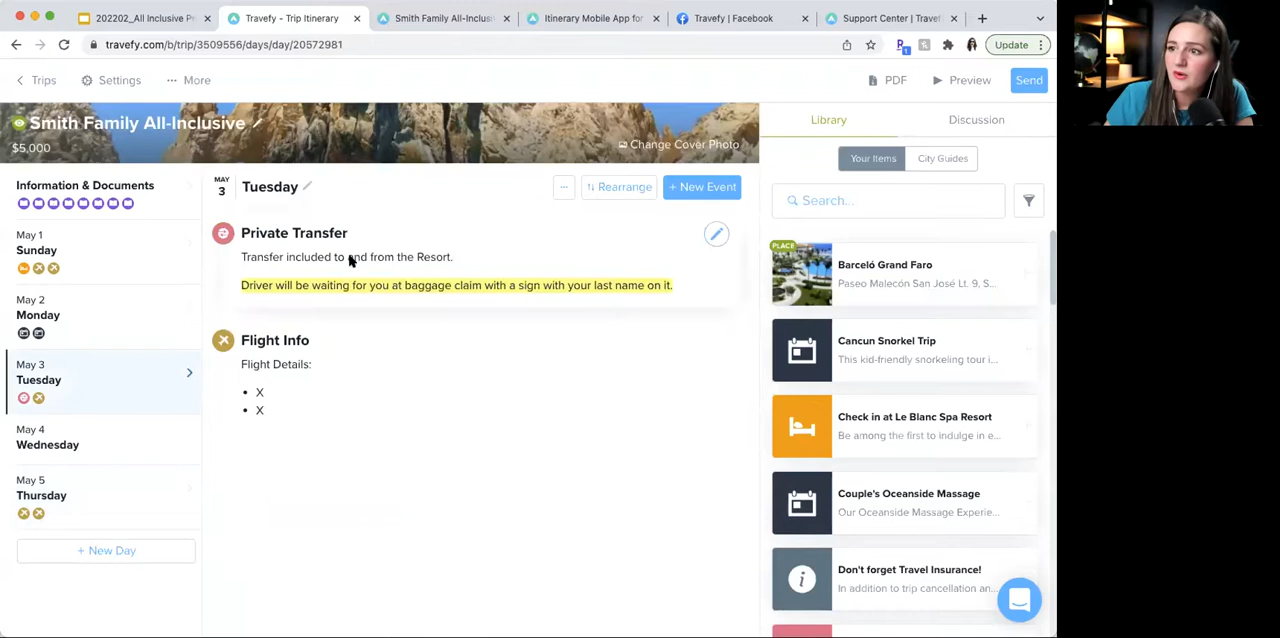 202202_All Inclusive P
Travefy - Trip Itinerary
Smith Family All-Inclusi
Itinerary Mobile App for
Travefy | Facebook
Support Center | Travef
travefy.com/b/trip/3509556/days/day/20572981
Update
Trips
Settings
More
PDF
Preview
Send
Smith Family All-Inclusive
$5,000
Change Cover Photo
Library
Discussion
Your Items
City Guides
Search...
Information & Documents
May 1
Sunday
May 2
Monday
May 3
Tuesday
May 4
Wednesday
May 5
Thursday
+ New Day
MAY
3
Tuesday
Rearrange
+ New Event
Private Transfer
Transfer included to and from the Resort.
Driver will be waiting for you at baggage claim with a sign with your last name on it.
Flight Info
Flight Details:
• X
• X
PLACE
Barceló Grand Faro
Paseo Malecón San José Lt. 9, S...
Cancun Snorkel Trip
This kid-friendly snorkeling tour i...
Check in at Le Blanc Spa Resort
Be among the first to indulge in e...
Couple's Oceanside Massage
Our Oceanside Massage Experie...
Don't forget Travel Insurance!
In addition to trip cancellation an...